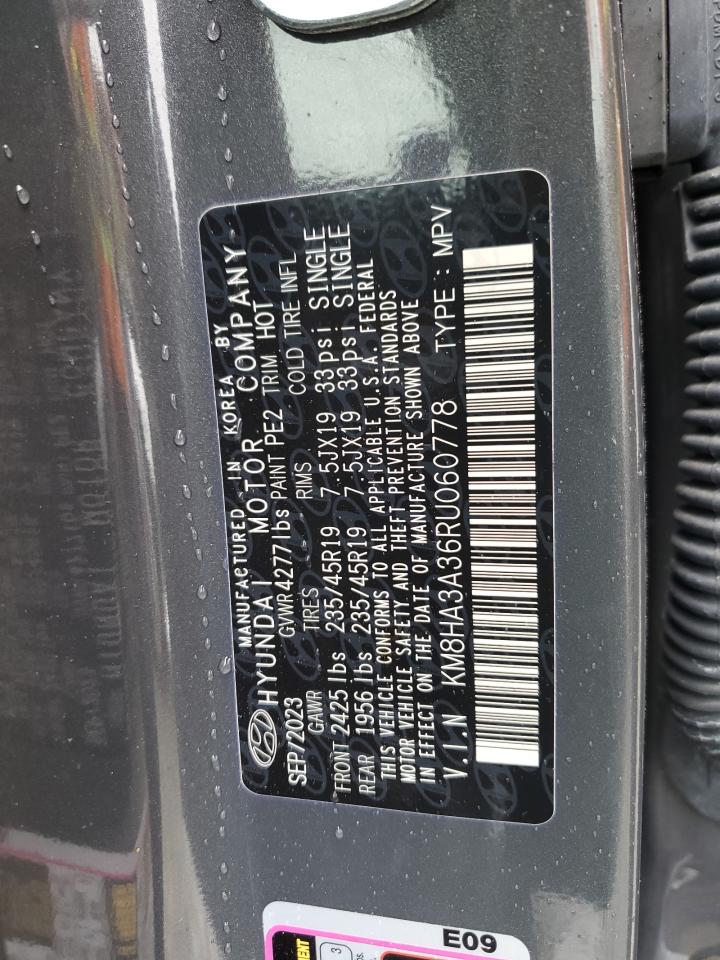 MANUFACTURED IN KOREA BY
HYUNDAI MOTOR COMPANY
SEP/2023 GVWR 4277 lbs PAINT PE2 TRIM HOT
GAWR TIRES RIMS COLD TIRE INFL
FRONT 2425 lbs 235/45R19 7.5JX19 33psi SINGLE
REAR 1956 lbs 235/45R19 7.5JX19 33 psi SINGLE
THIS VEHICLE CONFORMS TO ALL APPLICABLE U.S.A. FEDERAL
MOTOR VEHICLE SAFETY AND THEFT PREVENTION STANDARDS
IN EFFECT ON THE DATE OF MANUFACTURE SHOWN ABOVE
V.I.N KM8HA3A36RU060778 TYPE : MPV
E09
3